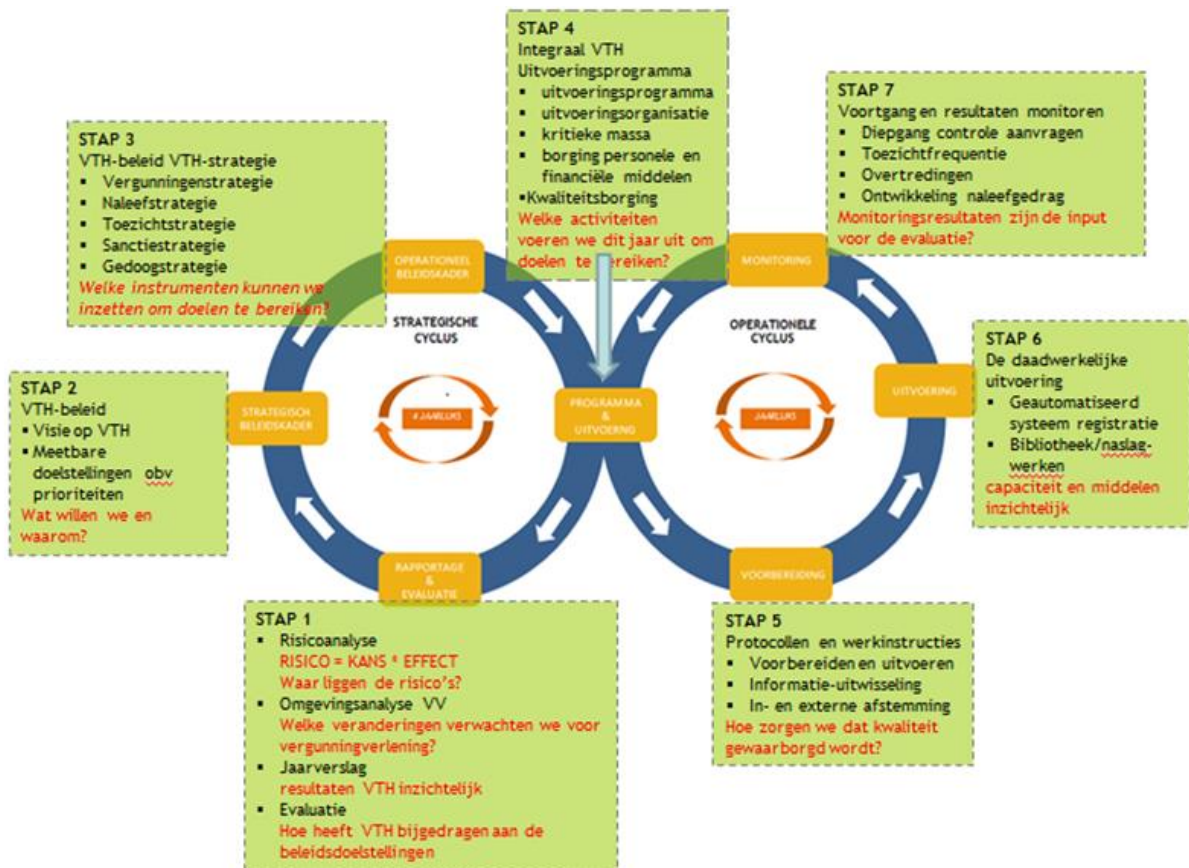 STAP 4
Integraal VTH
Uitvoeringsprogramma
▪ uitvoeringsprogramma
▪ uitvoeringsorganisatie
▪ kritieke massa
▪ borging personele en
financiële middelen
▪Kwaliteitsborging
Welke activiteiten
voeren we dit jaar uit om
doelen te bereiken?
STAP 7
Voortgang en resultaten monitoren
▪ Diepgang controle aanvragen
▪ Toezichtfrequentie
▪ Overtredingen
▪ Ontwikkeling naleefgedrag
Monitoringsresultaten zijn de input
voor de evaluatie?
STAP 3
VTH-beleid VTH-strategie
▪ Vergunningenstrategie
▪ Naleefstrategie
▪ Toezichtstrategie
▪ Sanctiestrategie
▪ Gedoogstrategie
Welke instrumenten kunnen we
inzetten om doelen te bereiken?
OPERATIONEEL
BELEIDSKADER
MONITORING
STRATEGISCHE
CYCLUS
OPERATIONELE
CYCLUS
STAP 6
De daadwerkelijke
uitvoering
▪ Geautomatiseerd
systeem registratie
▪ Bibliotheek/naslag-
werken
capaciteit en middelen
inzichtelijk
STAP 2
VTH-beleid
▪ Visie op VTH
▪ Meetbare
doelstellingen obv
prioriteiten
Wat willen we en
waarom?
STRATEGISCH
BELEIDSKADER
4 JAARLIJKS
PROGRAMMA
&
UITVOERING
JAARLIJKS
UITVOERING
RAPPORTAGE
&
EVALUATIE
VOORBEREIDING
STAP 1
▪ Risicoanalyse
RISICO = KANS * EFFECT
Waar liggen de risico's?
▪ Omgevingsanalyse VV
Welke veranderingen verwachten we voor
vergunningverlening?
▪ Jaarverslag
resultaten VTH inzichtelijk
▪ Evaluatie
Hoe heeft VTH bijgedragen aan de
beleidsdoelstellingen
STAP 5
Protocollen en werkinstructies
▪ Voorbereiden en uitvoeren
▪ Informatie-uitwisseling
▪ In- en externe afstemming
Hoe zorgen we dat kwaliteit
gewaarborgd wordt?